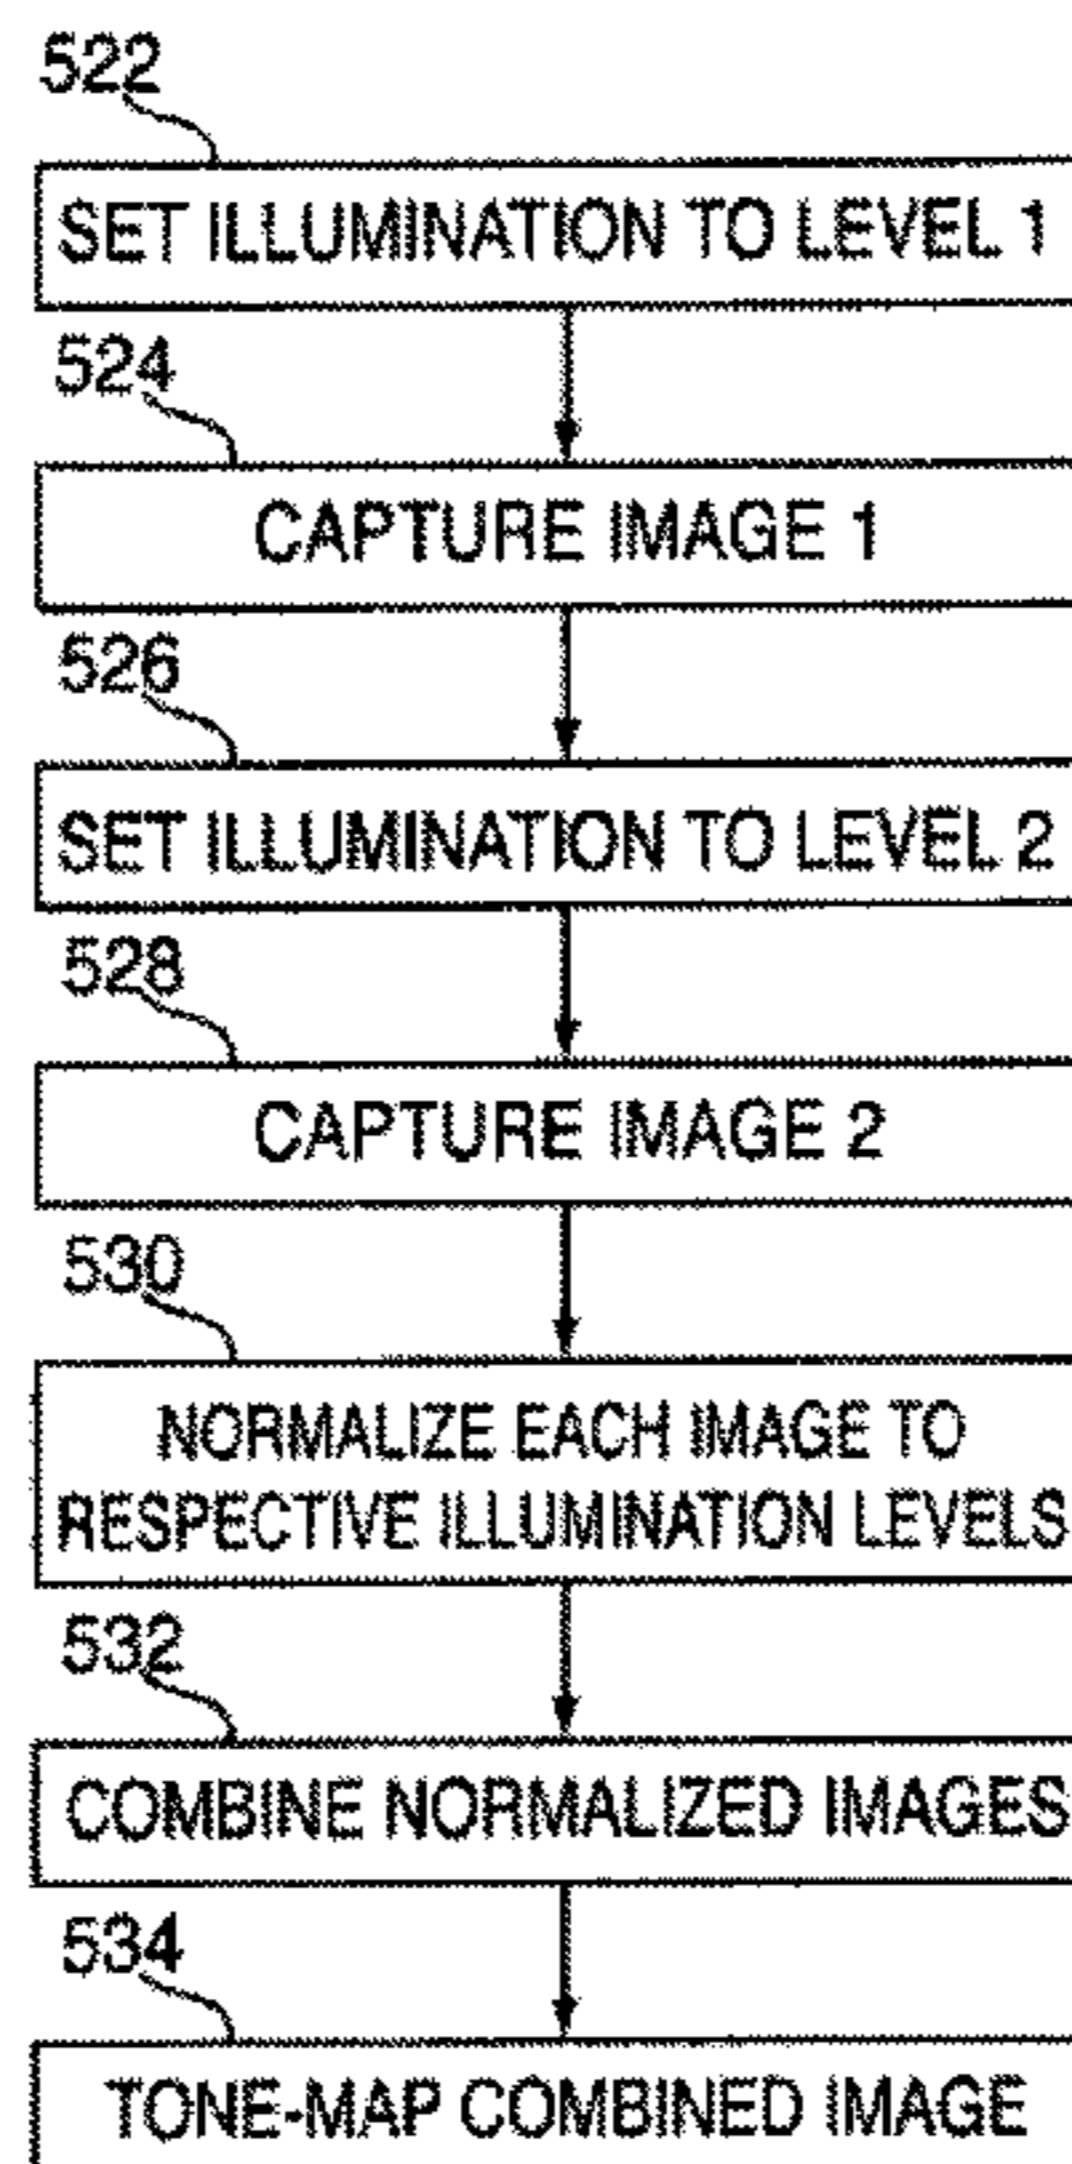 522
SET ILLUMINATION TO LEVEL 1
524
CAPTURE IMAGE 1
526
SET ILLUMINATION TO LEVEL 2
528
CAPTURE IMAGE 2
530
NORMALIZE EACH IMAGE TO
RESPECTIVE ILLUMINATION LEVELS
532
COMBINE NORMALIZED IMAGES
534
TONE-MAP COMBINED IMAGE